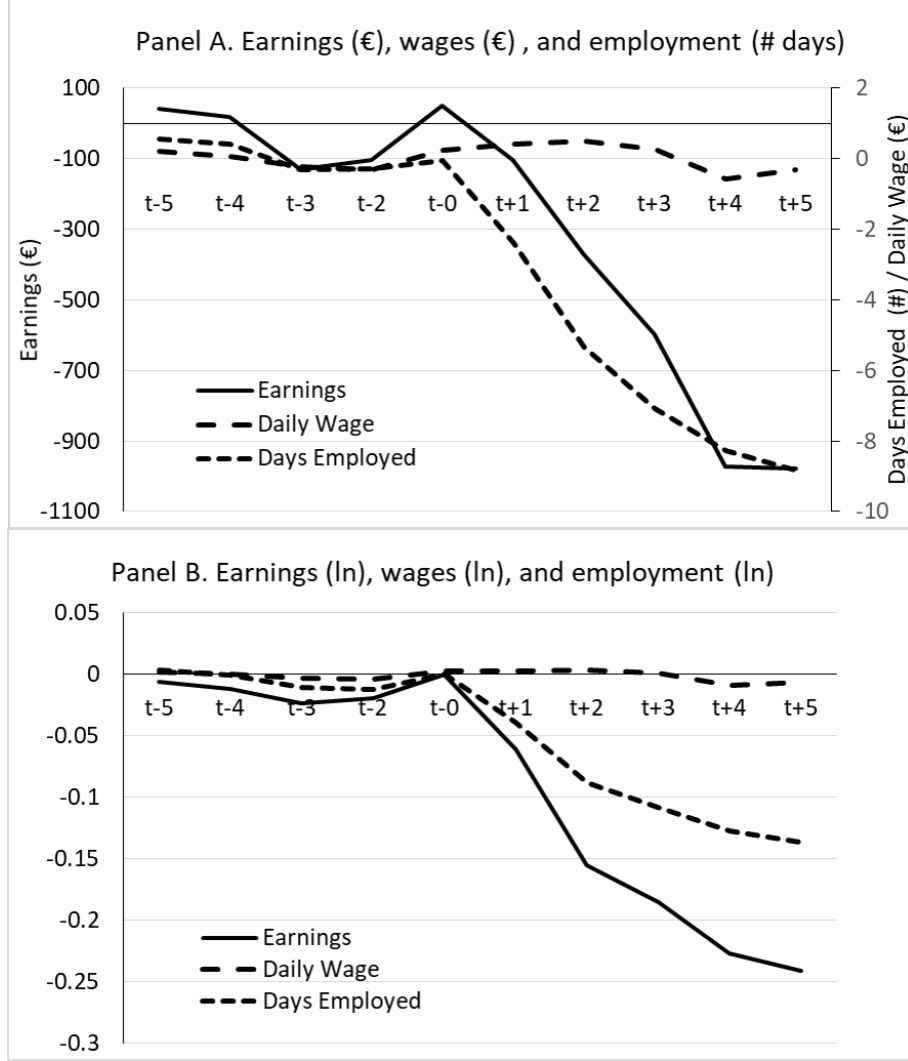 Panel A. Earnings (€), wages (€) , and employment (# days)
100
-100
-300
-500
-700
-900
-1100
Earnings (€)
t-5 t-4 t-3 t-2 t-0 t+1 t+2 t+3 t+4 t+5
2
0
-2
-4
-6
-8
-10
Days Employed (#) / Daily Wage (€)
Earnings
Daily Wage
Days Employed
Panel B. Earnings (ln), wages (ln), and employment (ln)
0.05
0
-0.05
-0.1
-0.15
-0.2
-0.25
-0.3
t-5 t-4 t-3 t-2 t-0 t+1 t+2 t+3 t+4 t+5
Earnings
Daily Wage
Days Employed